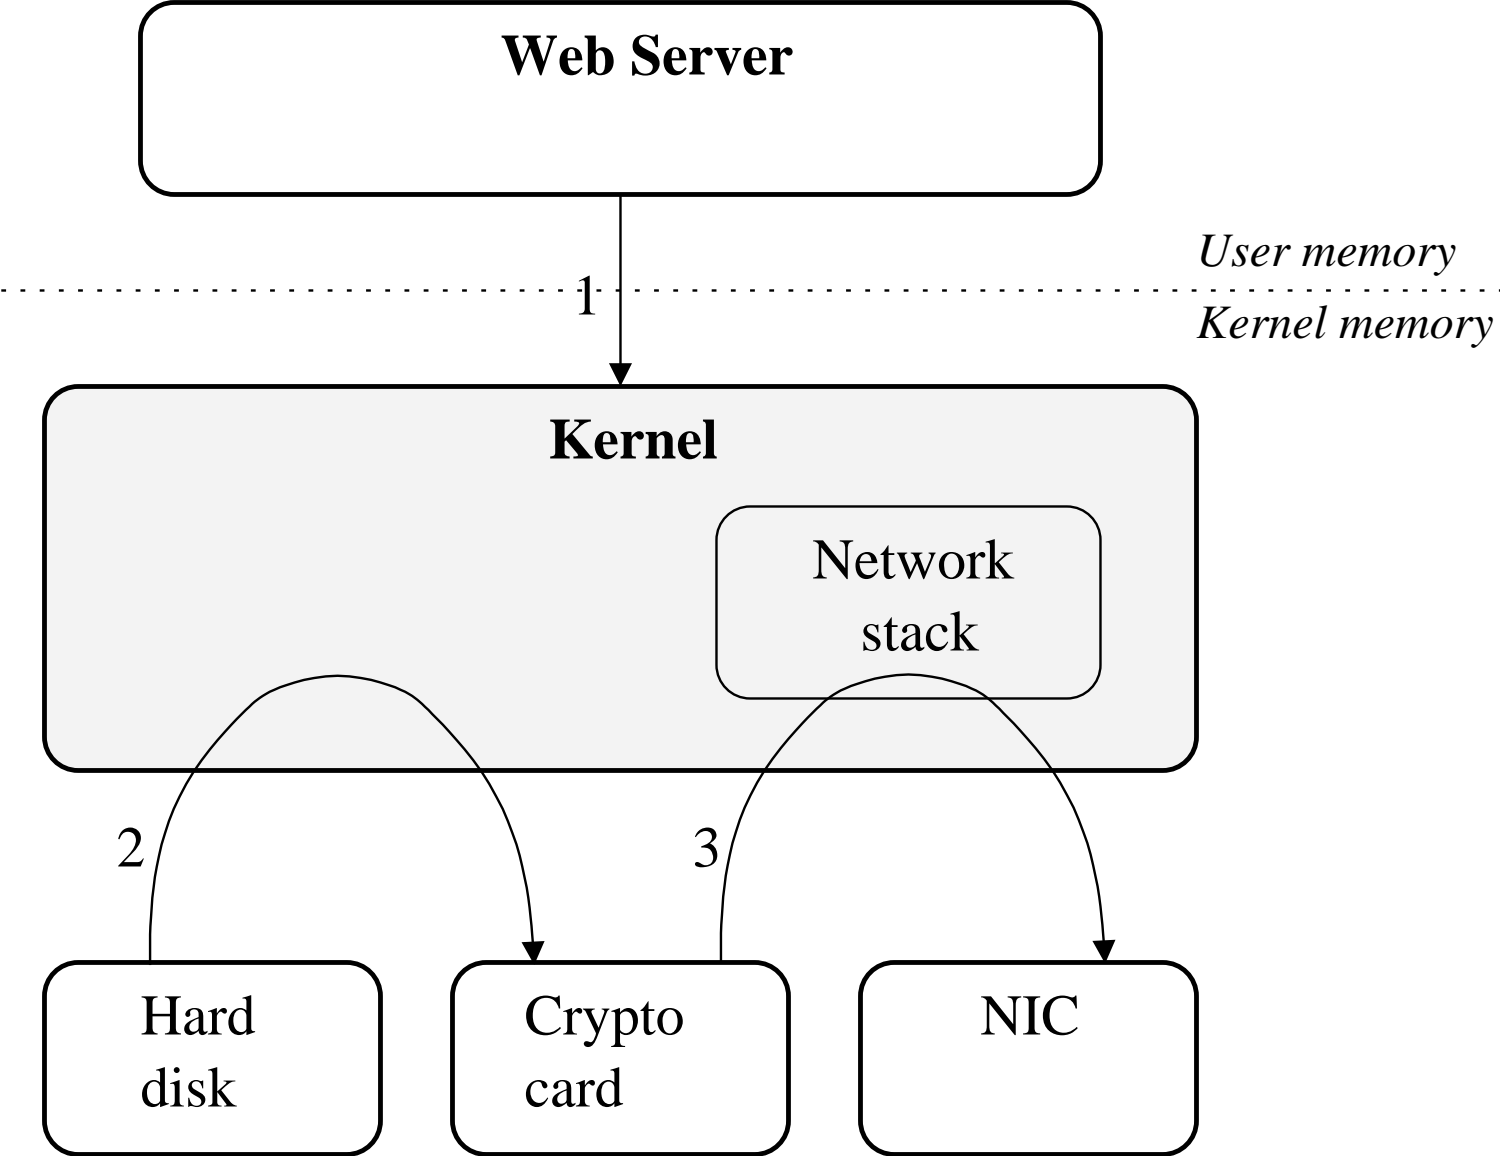 Web Server
User memory
1
Kernel memory
Kernel
Network
stack
2
3
Hard
disk
Crypto
card
NIC